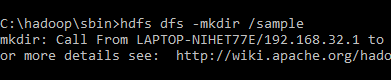 C:\hadoop\sbin>hdfs dfs -mkdir /sample
mkdir: Call From LAPTOP-NIHET77E/192.168.32.1 to
or more details see:  http://wiki.apache.org/hado